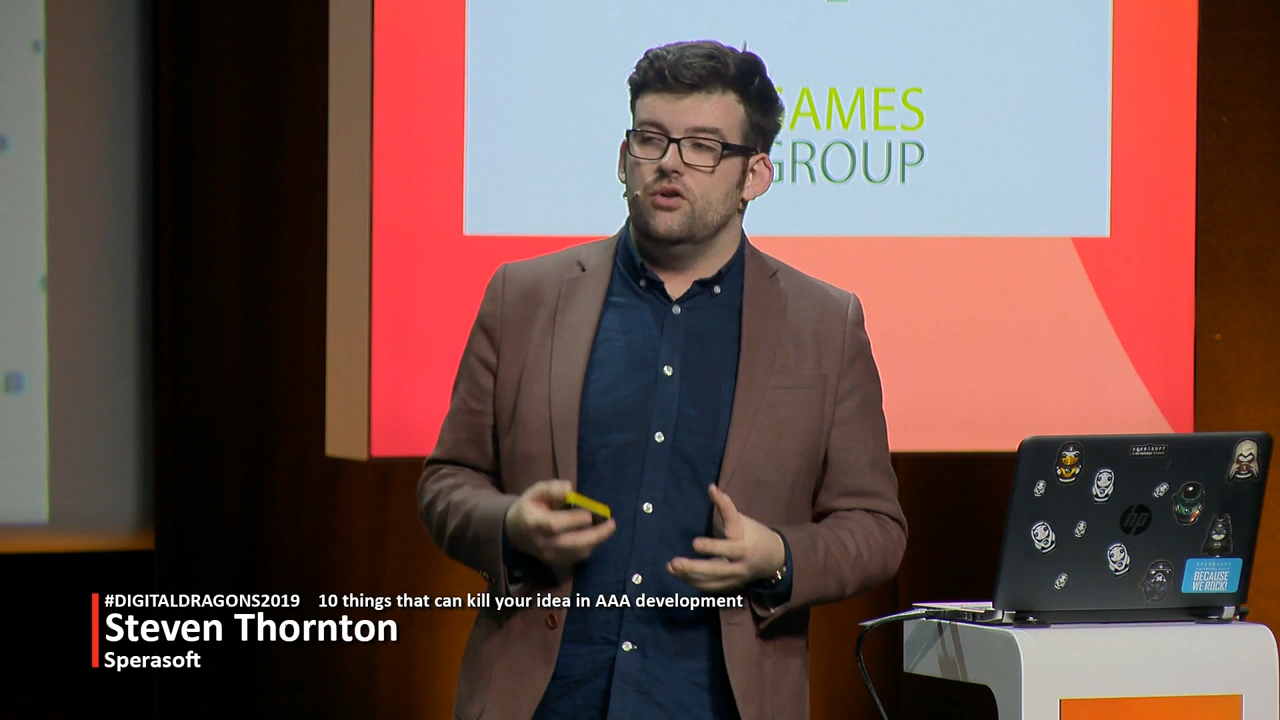 GAMES
GROUP
hp
BECAUSE
WE ROCK!
#DIGITALDRAGONS2019 10 things that can kill your idea in AAA development
Steven Thornton
Sperasoft